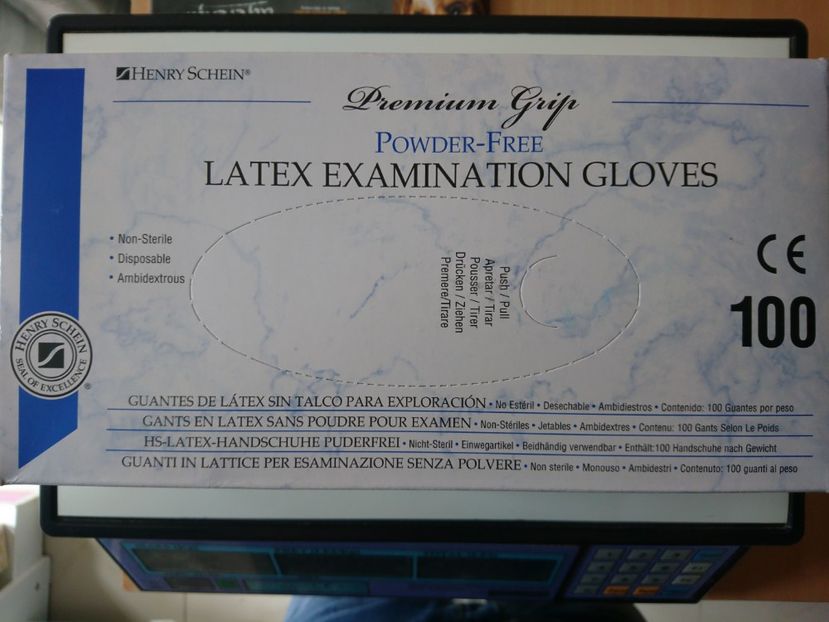 HENRY SCHEIN®
Premium Grip
POWDER-FREE
LATEX EXAMINATION GLOVES
• Non-Sterile
• Disposable
• Ambidextrous
Push / Pull
Apretar / Tirar
Pousser / Tirer
Drücken / Ziehen
Premere/Tirare
CE
100
HENRY SCHEIN®
SEAL OF EXCELLENCE
GUANTES DE LÁTEX SIN TALCO PARA EXPLORACIÓN • No Estéril • Desechable • Ambidiestros • Contenido: 100 Guantes por peso
GANTS EN LATEX SANS POUDRE POUR EXAMEN • Non-Stériles • Jetables • Ambidextres • Contenu: 100 Gants Selon Le Poids
HS-LATEX-HANDSCHUHE PUDERFREI • Nicht-Steril • Einwegartikel • Beidhändig verwendbar • Enthält:100 Handschuhe nach Gewicht
GUANTI IN LATTICE PER ESAMINAZIONE SENZA POLVERE • Non sterile • Monouso • Ambidestri • Contenuto: 100 guanti al peso